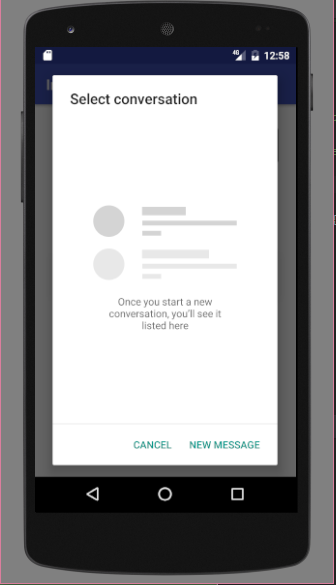 4G 12:58
Select conversation
Once you start a new
conversation, you'll see it
listed here
CANCEL NEW MESSAGE